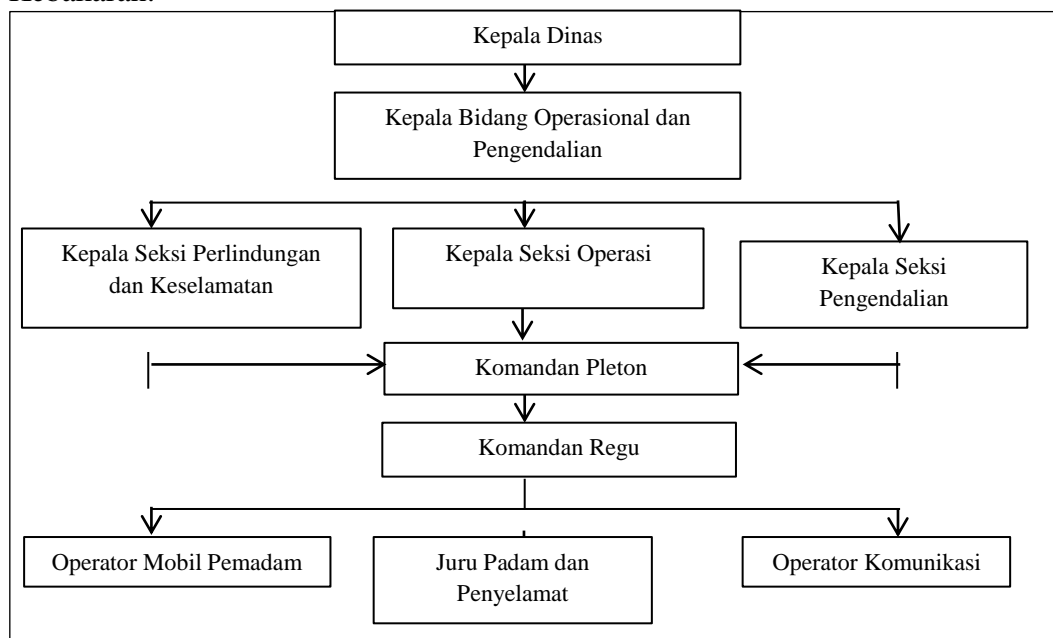 Kepala Dinas
Kepala Bidang Operasional dan
Pengendalian
Kepala Seksi Perlindungan
dan Keselamatan
Kepala Seksi Operasi
Kepala Seksi
Pengendalian
Komandan Pleton
Komandan Regu
Operator Mobil Pemadam
Juru Padam dan
Penyelamat
Operator Komunikasi